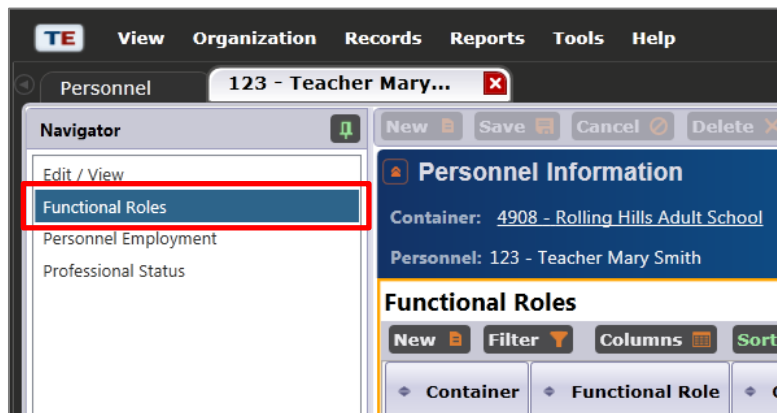 TE View Organization Records Reports Tools Help
Personnel 123 - Teacher Mary...
Navigator
New Save Cancel Delete
Edit / View
Functional Roles
Personnel Employment
Professional Status
Personnel Information
Container: 4908 - Rolling Hills Adult School
Personnel: 123 - Teacher Mary Smith
Functional Roles
New Filter Columns Sort
Container Functional Role